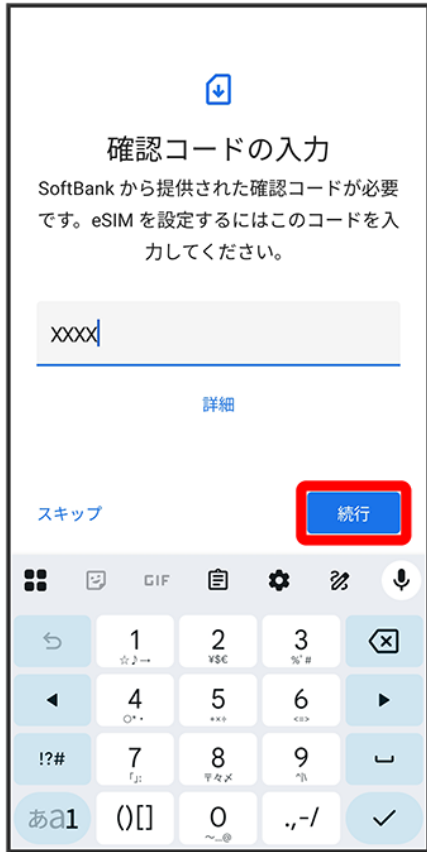 確認コードの入力
SoftBank から提供された確認コードが必要
です。eSIM を設定するにはこのコードを入
力してください。
XXXX
詳細
スキップ
続行
GIF
1 2 3
☆♪→ ¥$€ %°#
4 5 6
○*・ +×÷ <=>
!?# 7 8 9
「」: 〒々〆 ^|\
あa1 ()[] 0 .,-/
〜…@